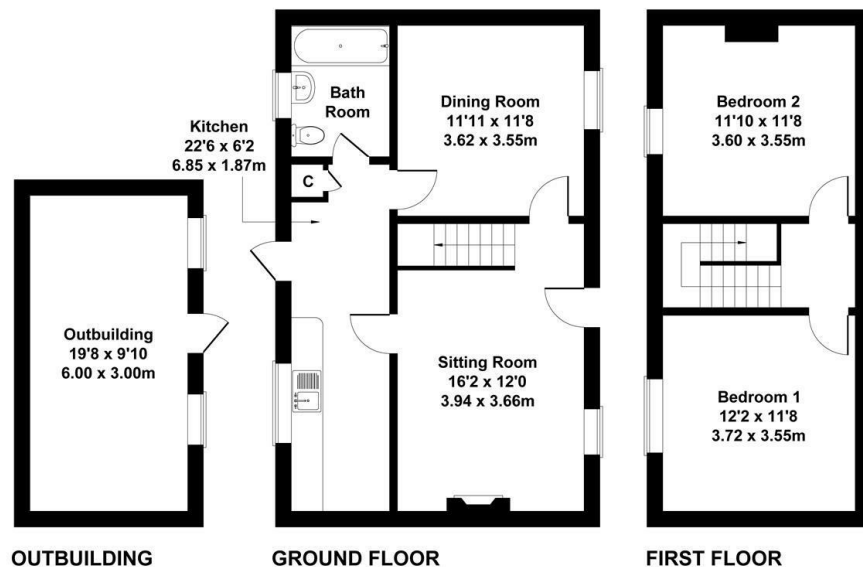 Bath
Room
Dining Room
11'11 x 11'8
3.62 x 3.55m
Bedroom 2
11'10 x 11'8
3.60 x 3.55m
Kitchen
22'6 x 6'2
6.85 x 1.87m
C
Outbuilding
19'8 x 9'10
6.00 x 3.00m
Sitting Room
16'2 x 12'0
3.94 x 3.66m
Bedroom 1
12'2 x 11'8
3.72 x 3.55m
OUTBUILDING
GROUND FLOOR
FIRST FLOOR